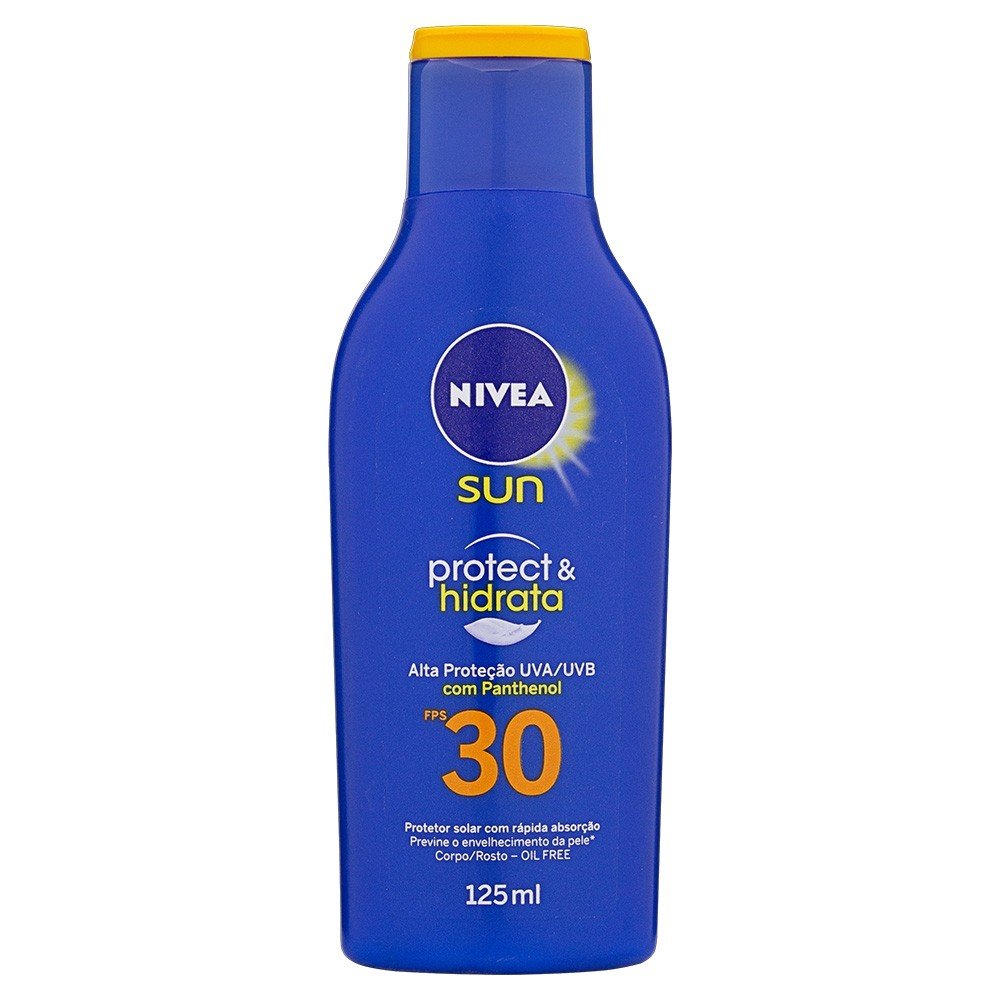 NIVEA
sun
protect &
hidrata
Alta Proteção UVA/UVB
com Panthenol
FPS 30
Protetor solar com rápida absorção
Previne o envelhecimento da pele*
Corpo/Rosto – OIL FREE
125ml